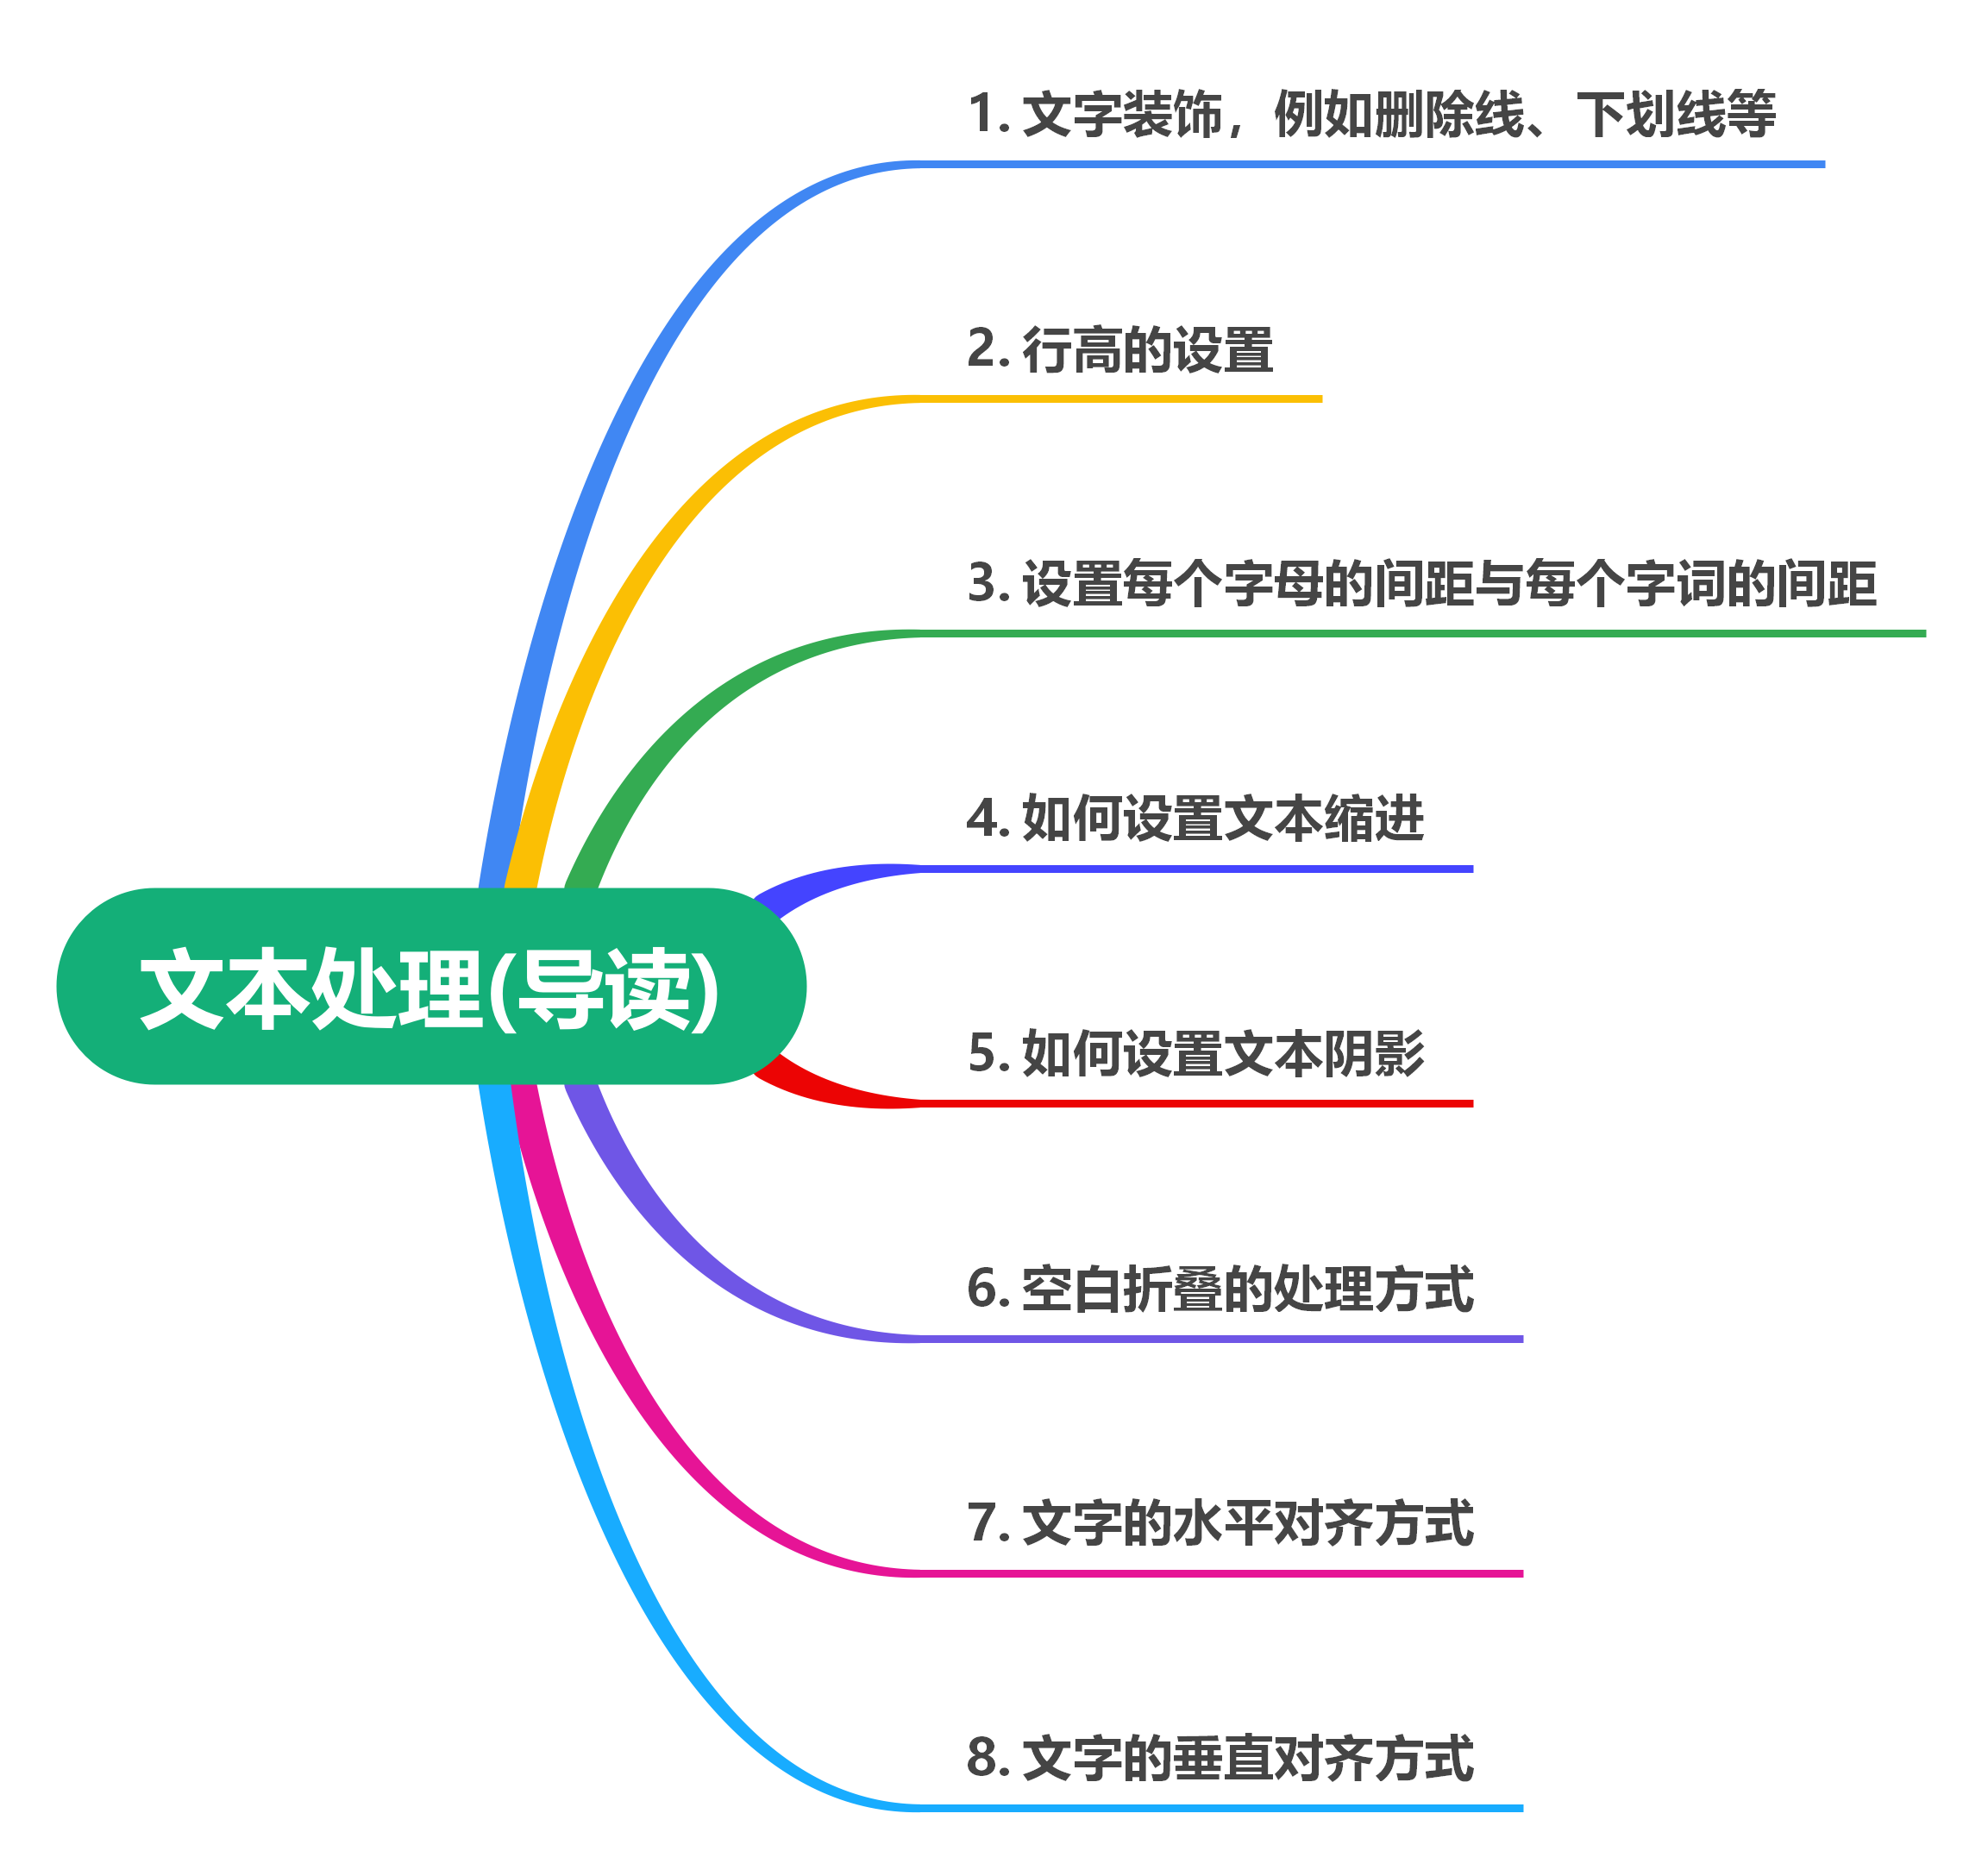 1. 文字装饰，例如删除线、下划线等
2. 行高的设置
3. 设置每个字母的间距与每个字词的间距
4. 如何设置文本缩进
文本处理(导读)
5. 如何设置文本阴影
6. 空白折叠的处理方式
7. 文字的水平对齐方式
8. 文字的垂直对齐方式